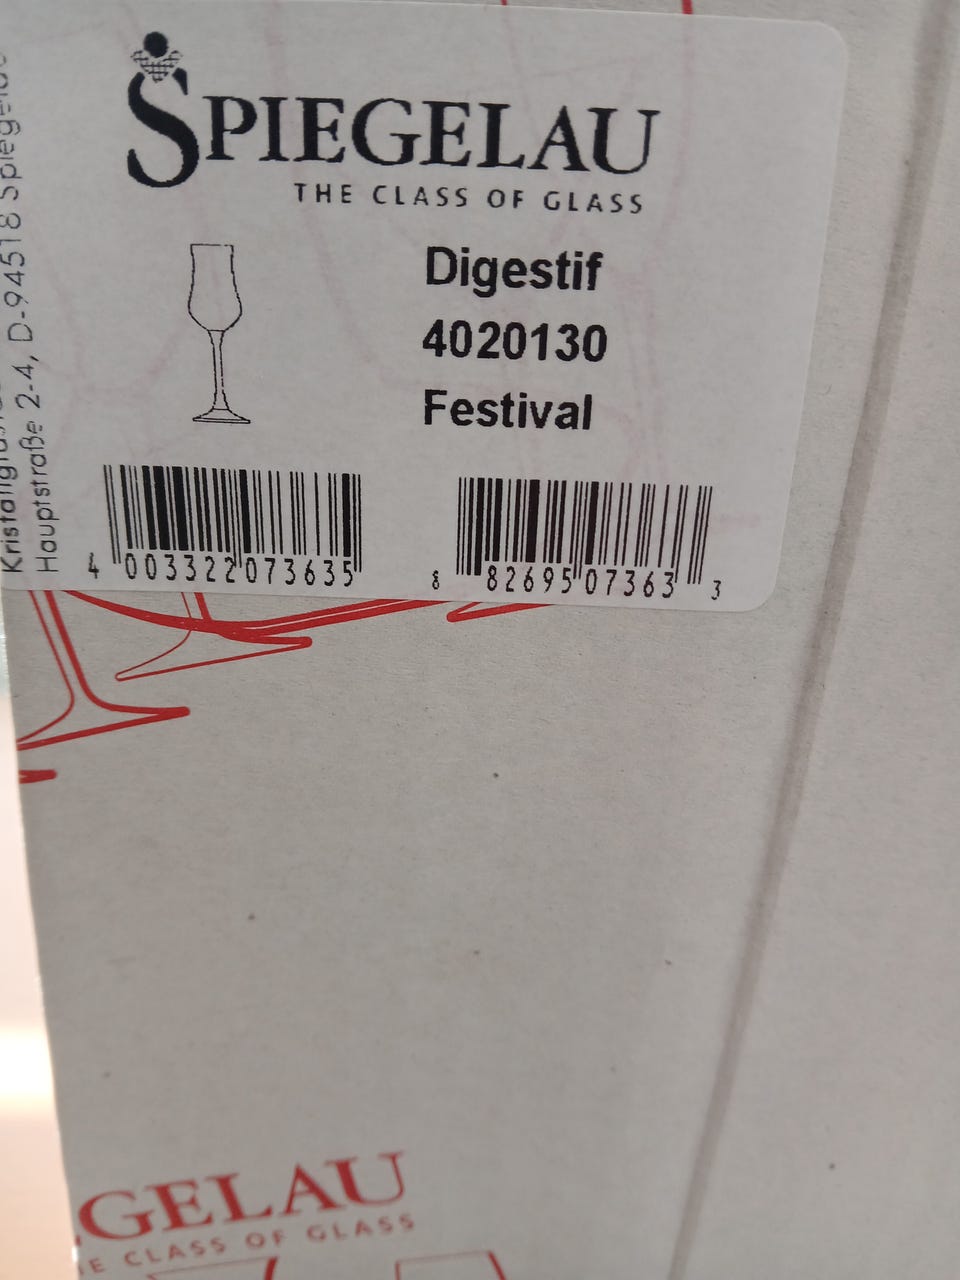 SPIEGELAU
THE CLASS OF GLASS
Digestif
4020130
Festival
4 003322 073635
8 82695 07363 3
Hauptstraße 2-4, D-94518
GELAU
CLASS OF GLASS